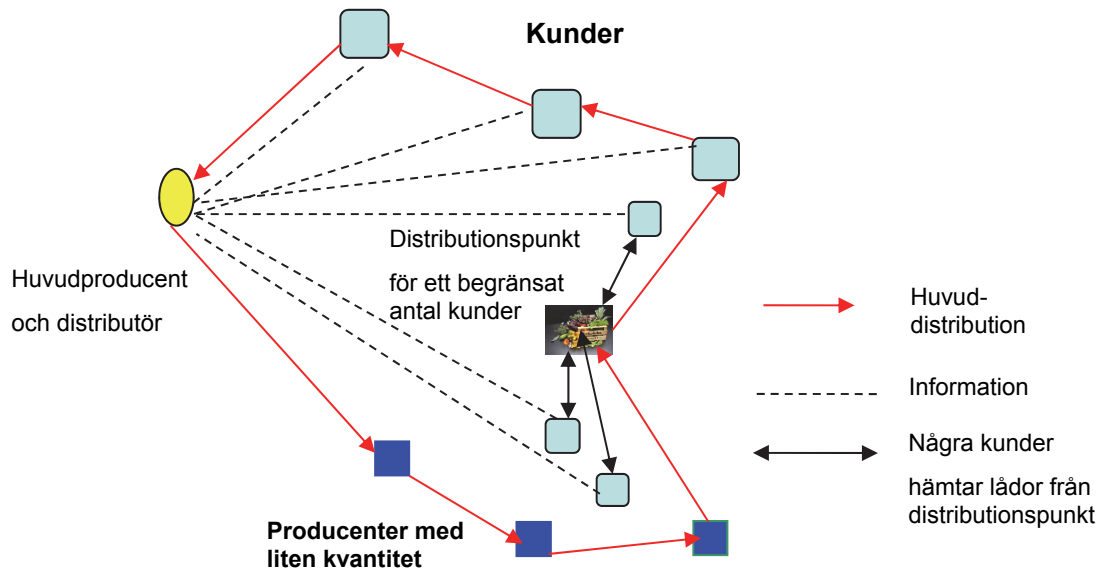 Kunder
Distributionspunkt
för ett begränsat
antal kunder
Huvudproducent
och distributör
Huvud-
distribution
Information
Några kunder
hämtar lådor från
distributionspunkt
Producenter med
liten kvantitet